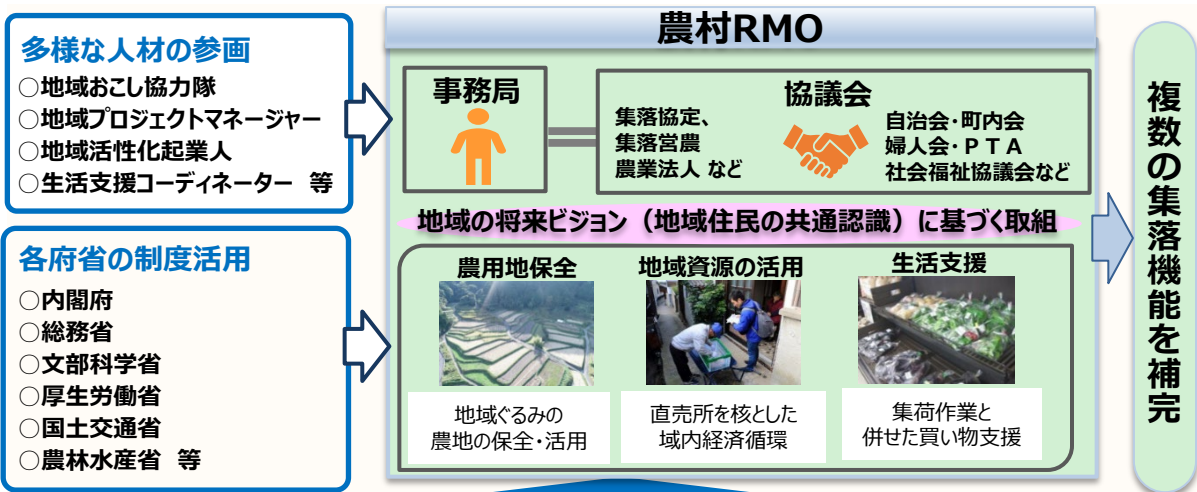 多様な人材の参画
○地域おこし協力隊
○地域プロジェクトマネージャー
○地域活性化起業人
○生活支援コーディネーター 等
各府省の制度活用
○内閣府
○総務省
○文部科学省
○厚生労働省
○国土交通省
○農林水産省 等
農村RMO
事務局
協議会
集落協定、
集落営農
農業法人 など
自治会・町内会
婦人会・ＰＴＡ
社会福祉協議会など
地域の将来ビジョン（地域住民の共通認識）に基づく取組
農用地保全
地域ぐるみの
農地の保全・活用
地域資源の活用
直売所を核とした
域内経済循環
生活支援
集荷作業と
併せた買い物支援
複数の集落機能を補完